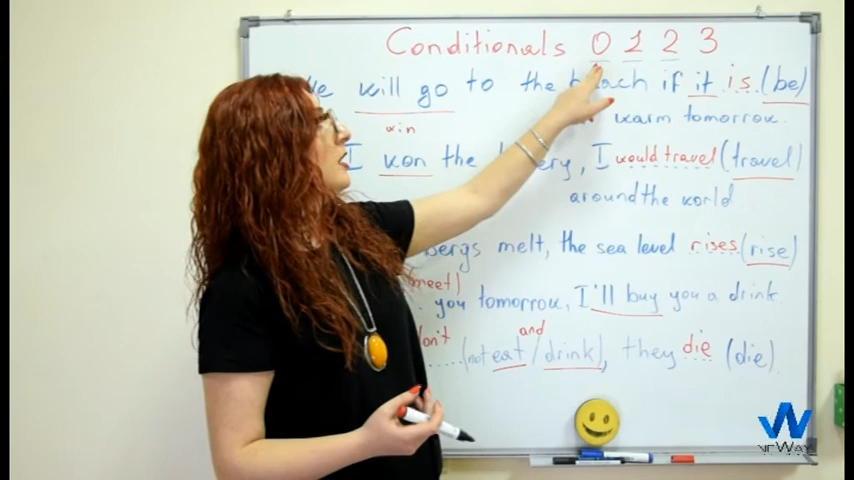 Conditionals 0 1 2 3
will go to the beach if it is (be)
win warm tomorrow.
I won the, I would travel (travel)
around the world
melt, the sea level rises (rise)
(meet)
you tomorrow, I'll buy you a drink
don't and
(not eat/drink), they die (die)
NEWWAY